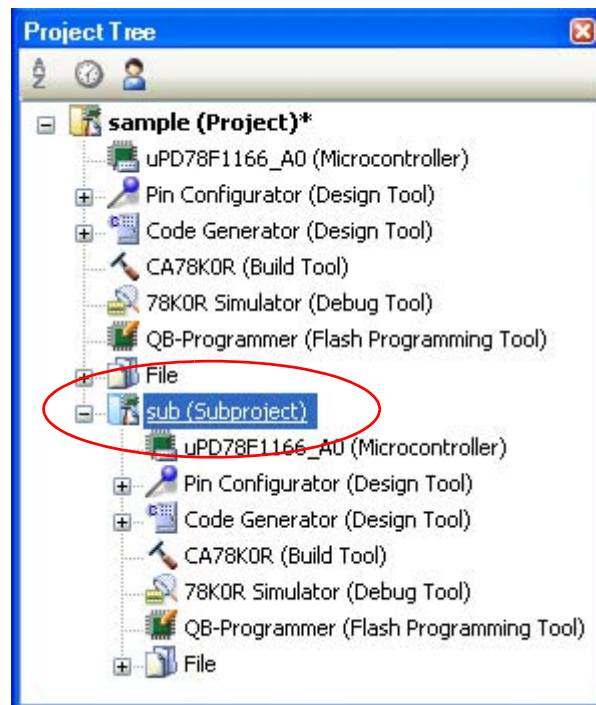 Project Tree
sample (Project)*
uPD78F1166_A0 (Microcontroller)
Pin Configurator (Design Tool)
Code Generator (Design Tool)
CA78K0R (Build Tool)
78K0R Simulator (Debug Tool)
QB-Programmer (Flash Programming Tool)
File
sub (Subproject)
uPD78F1166_A0 (Microcontroller)
Pin Configurator (Design Tool)
Code Generator (Design Tool)
CA78K0R (Build Tool)
78K0R Simulator (Debug Tool)
QB-Programmer (Flash Programming Tool)
File